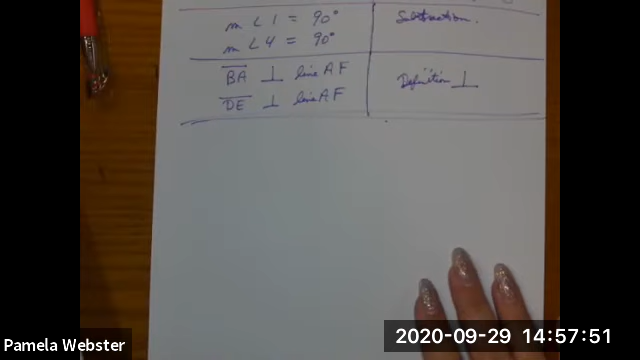 m ∠ 1 = 90° Subtraction.
m ∠ 4 = 90°
BA ⊥ line AF Definition ⊥
DE ⊥ line AF
2020-09-29 14:57:51
Pamela Webster